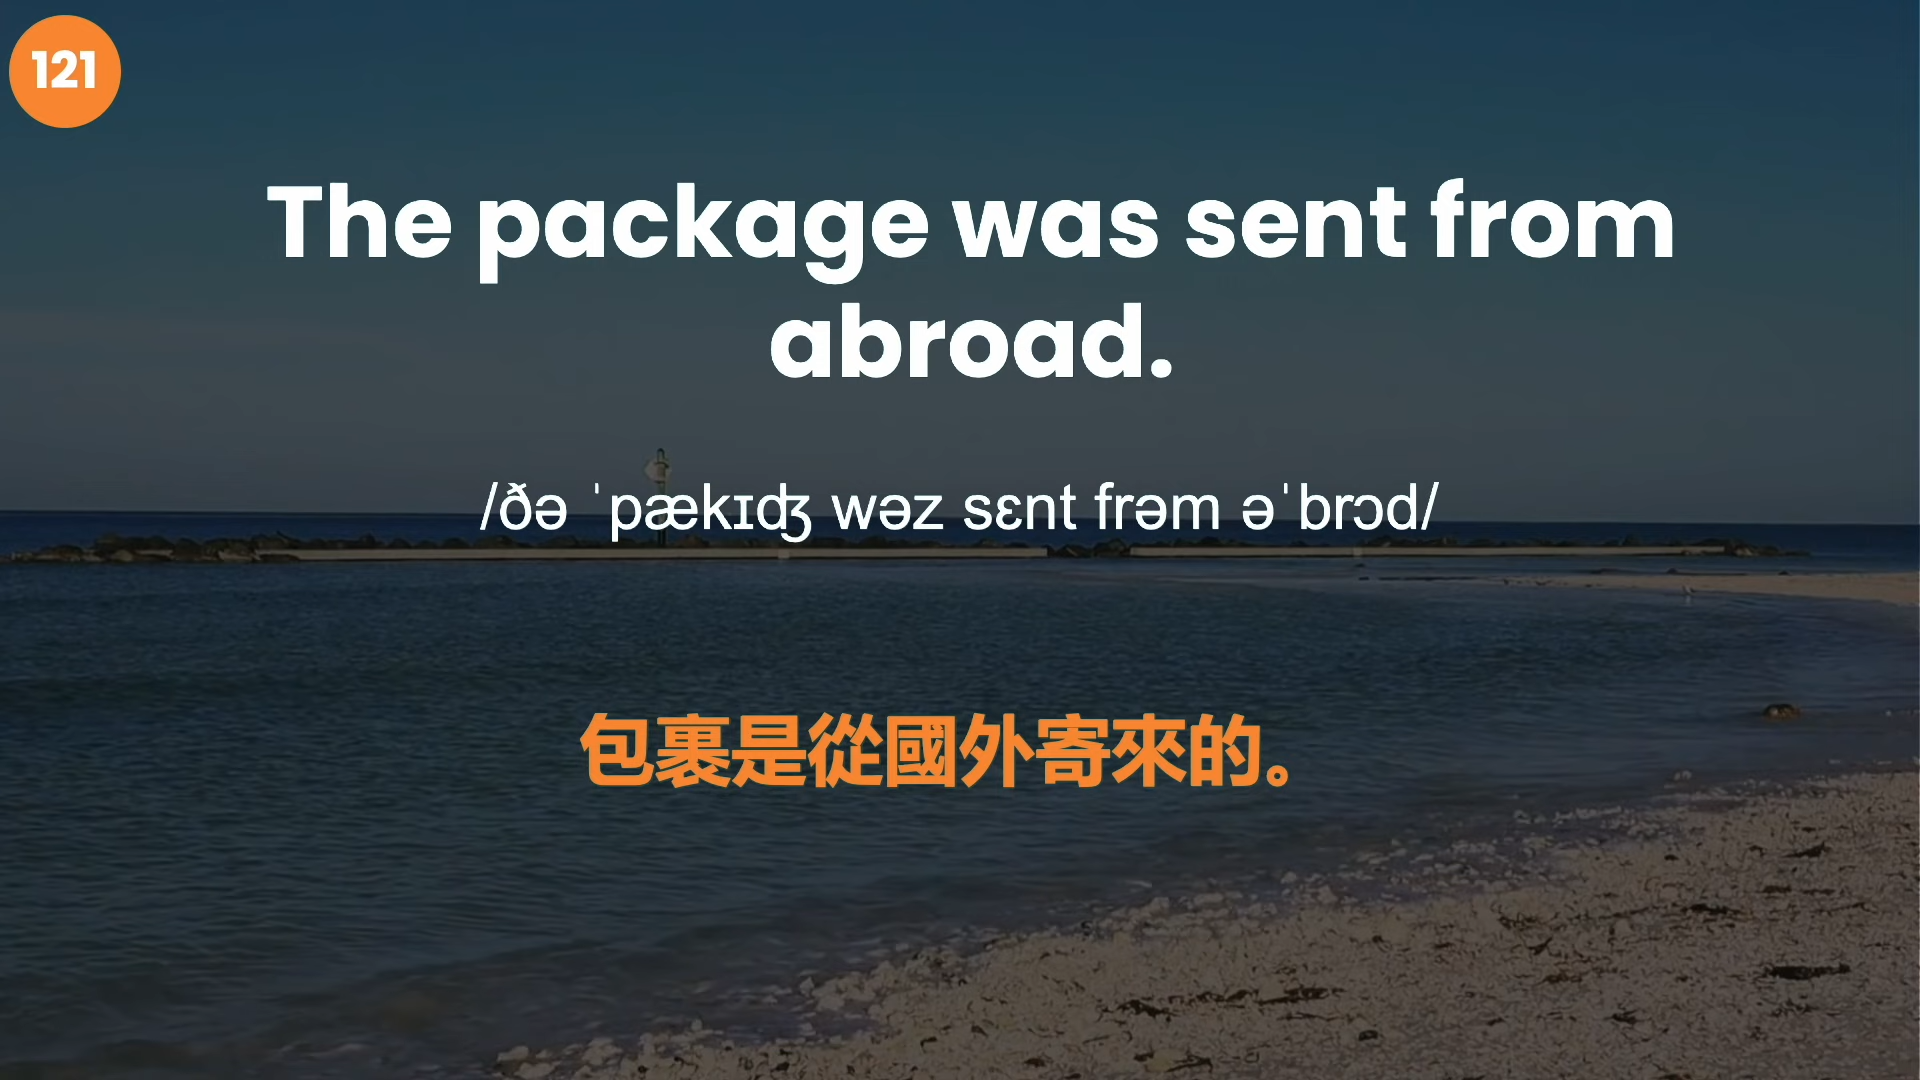 121
The package was sent from
abroad.
/ðə ˈpækɪʤ wəz sɛnt frəm əˈbrɔd/
包裹是從國外寄來的。